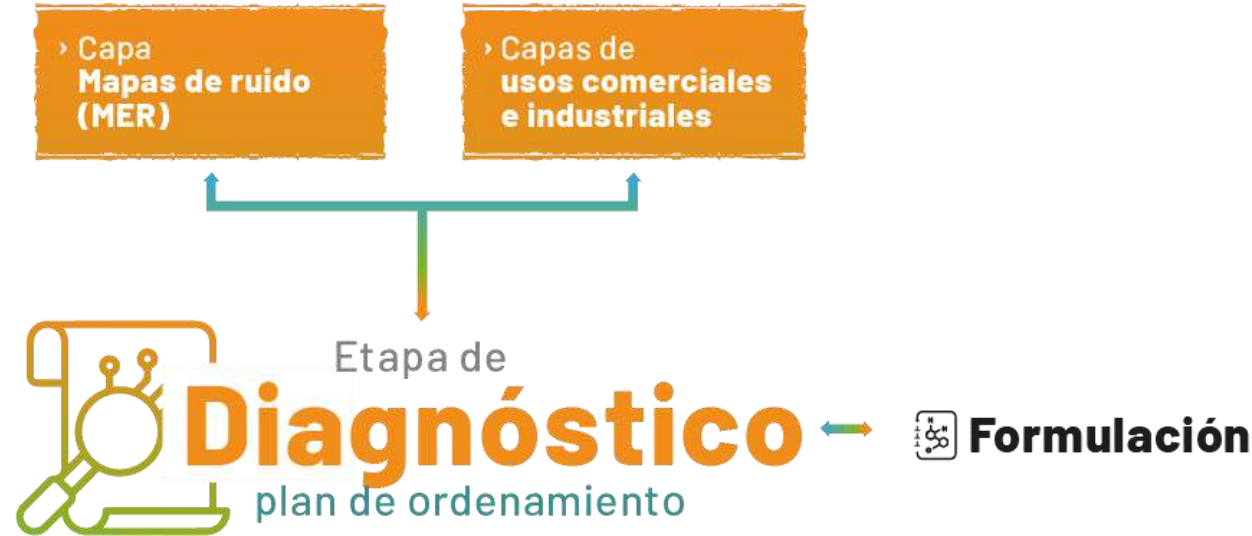 › Capa
Mapas de ruido
(MER)
› Capas de
usos comerciales
e industriales
Etapa de
Diagnóstico
plan de ordenamiento
Formulación